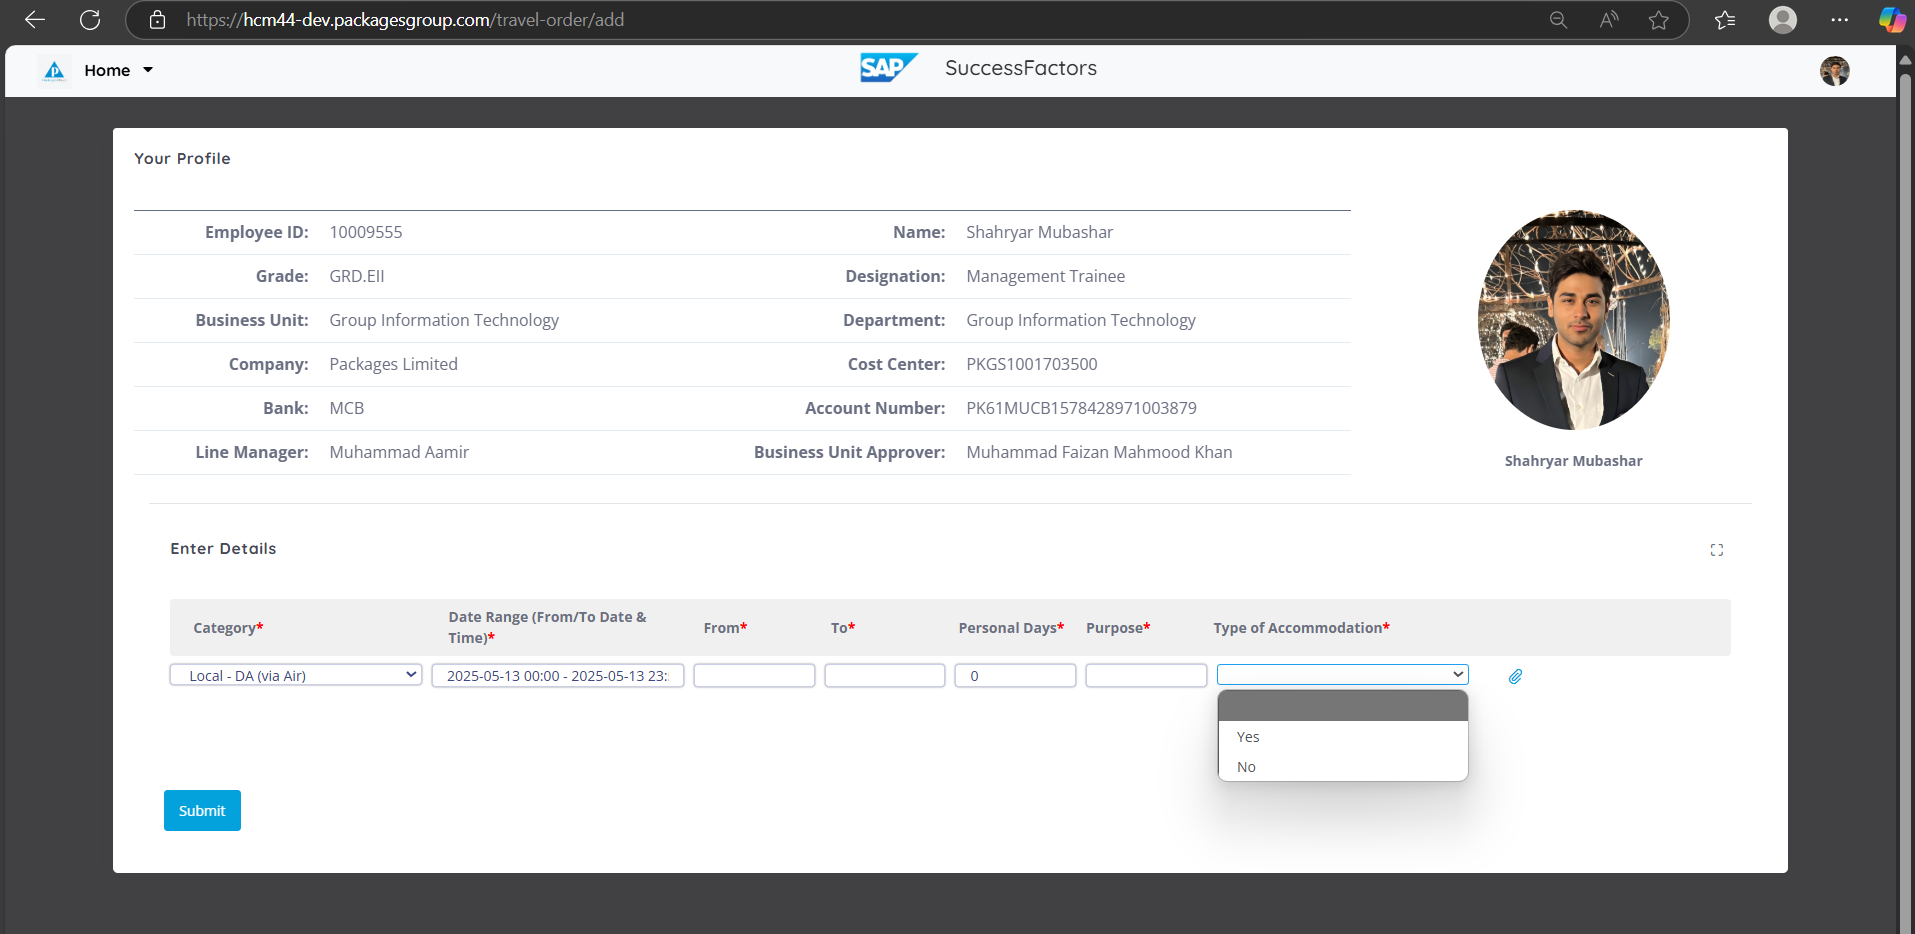 https://hcm44-dev.packagesgroup.com/travel-order/add
Home
SAP SuccessFactors
Your Profile
Employee ID: 10009555 Name: Shahryar Mubashar
Grade: GRD.EII Designation: Management Trainee
Business Unit: Group Information Technology Department: Group Information Technology
Company: Packages Limited Cost Center: PKGS1001703500
Bank: MCB Account Number: PK61MUCB1578428971003879
Line Manager: Muhammad Aamir Business Unit Approver: Muhammad Faizan Mahmood Khan
Shahryar Mubashar
Enter Details
Category* Date Range (From/To Date & Time)* From* To* Personal Days* Purpose* Type of Accommodation*
Local - DA (via Air) 2025-05-13 00:00 - 2025-05-13 23: 0
Yes
No
Submit